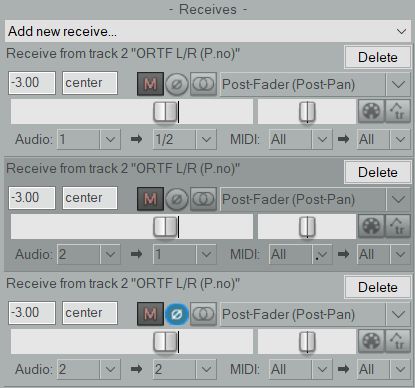 - Receives -
Add new receive...
Receive from track 2 "ORTF L/R (P.no)"
Delete
-3.00 center M ø Post-Fader (Post-Pan)
tr
Audio: 1 → 1/2 MIDI: All → All
Receive from track 2 "ORTF L/R (P.no)"
Delete
-3.00 center M ø Post-Fader (Post-Pan)
tr
Audio: 2 → 1 MIDI: All → All
Receive from track 2 "ORTF L/R (P.no)"
Delete
-3.00 center M ø Post-Fader (Post-Pan)
tr
Audio: 2 → 2 MIDI: All → All